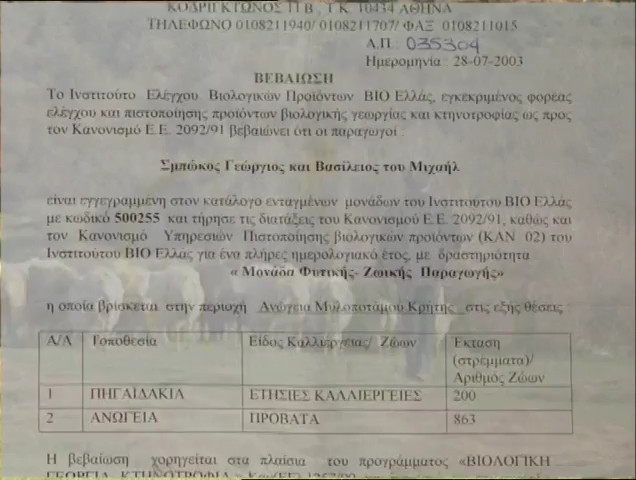 ΚΟΔΡΙΓΚΤΩΝΟΣ 11 Β , Τ.Κ. 10434 ΑΘΗΝΑ
ΤΗΛΕΦΩΝΟ 0108211940/ 0108211707/ ΦΑΞ 0108211015
Α.Π : 035304
Ημερομηνία : 28-07-2003
ΒΕΒΑΙΩΣΗ
Το Ινστιτούτο Ελέγχου Βιολογικών Προϊόντων ΒΙΟ Ελλάς, εγκεκριμένος φορέας
ελέγχου και πιστοποίησης προϊόντων βιολογικής γεωργίας και κτηνοτροφίας ως προς
τον Κανονισμό Ε.Ε. 2092/91 βεβαιώνει ότι οι παραγωγοί :
Σμπώκος Γεώργιος και Βασίλειος του Μιχαήλ
είναι εγγεγραμμένη στον κατάλογο ενταγμένων μονάδων του Ινστιτούτου ΒΙΟ Ελλάς
με κωδικό 500255 και τήρησε τις διατάξεις του Κανονισμού Ε.Ε. 2092/91, καθώς και
τον Κανονισμό Υπηρεσιών Πιστοποίησης βιολογικών προϊόντων (ΚΑΝ 02) του
Ινστιτούτου ΒΙΟ Ελλάς για ένα πλήρες ημερολογιακό έτος, με δραστηριότητα
« Μονάδα Φυτικής- Ζωικής Παραγωγής»
η οποία βρίσκεται στην περιοχή Ανώγεια Μυλοποτάμου Κρήτης στις εξής θέσεις :
Α/Α Τοποθεσία Είδος Καλλιέργειας/ Ζώων Έκταση
(στρέμματα)/
Αριθμός Ζώων
1 ΠΗΓΑΙΔΑΚΙΑ ΕΤΗΣΙΕΣ ΚΑΛΛΙΕΡΓΕΙΕΣ 200
2 ΑΝΩΓΕΙΑ ΠΡΟΒΑΤΑ 863
Η βεβαίωση χορηγείται στα πλαίσια του προγράμματος «ΒΙΟΛΟΓΙΚΗ
ΓΕΩΡΓΙΑ ΚΤΗΝΟΤΡΟΦΙΑ